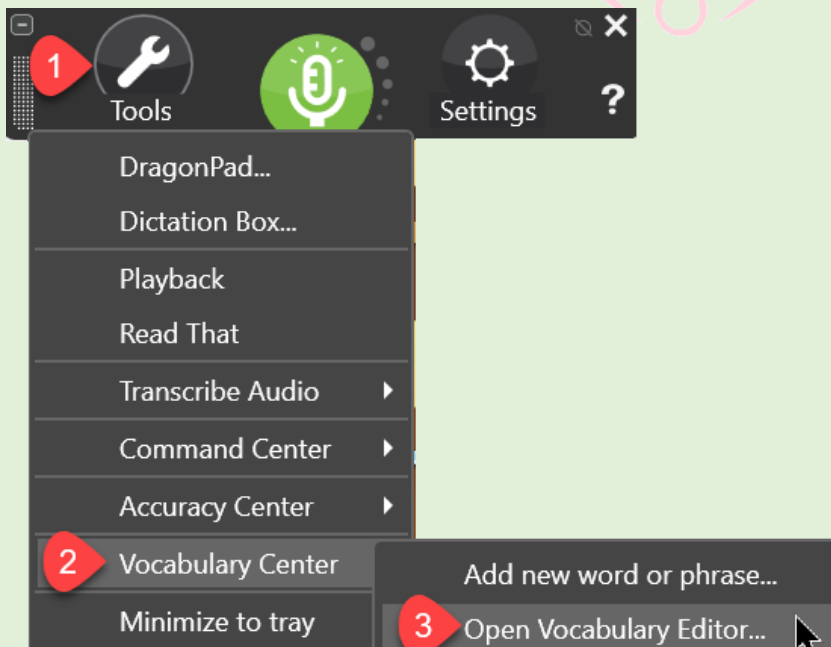 1
Tools
Settings
?
DragonPad...
Dictation Box...
Playback
Read That
Transcribe Audio
Command Center
Accuracy Center
2 Vocabulary Center
Add new word or phrase...
Minimize to tray
3 Open Vocabulary Editor...